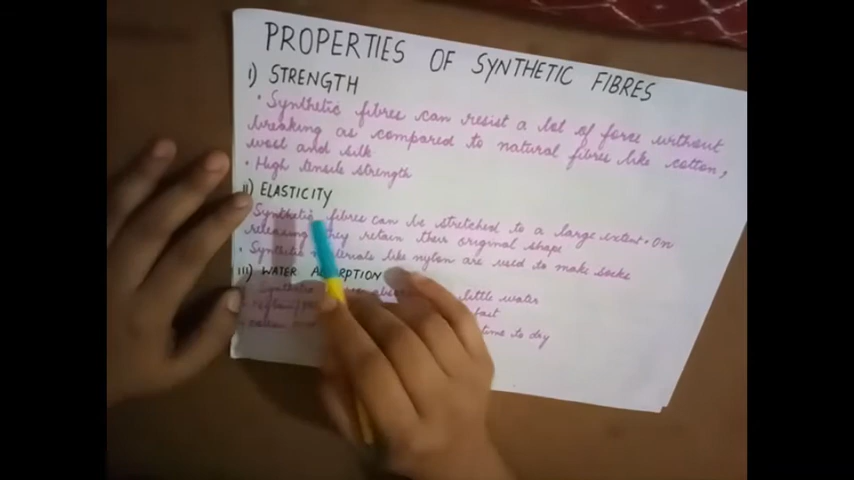 PROPERTIES OF SYNTHETIC FIBRES
I) STRENGTH
• Synthetic fibres can resist a lot of force without
breaking as compared to natural fibres like cotton,
wool and silk
• High tensile strength
II) ELASTICITY
Synthetic fibres can be stretched to a large extent. On
releasing they retain their original shape
• Synthetic materials like nylon are used to make socks
III) WATER ABSORPTION
Synthetic little water
fast
time to dry